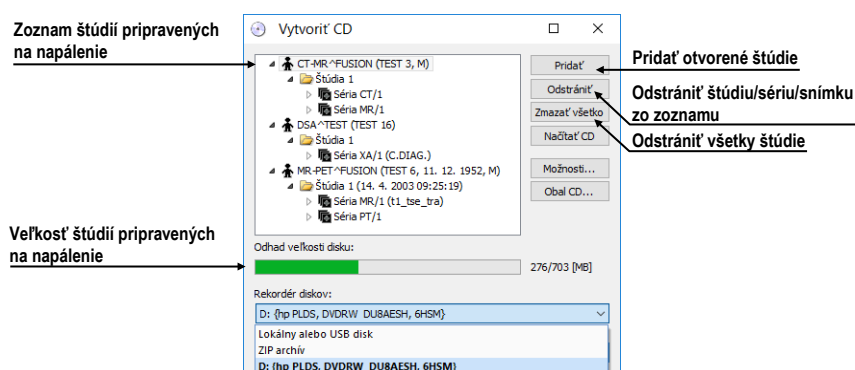 Zoznam štúdií pripravených
na napálenie
Vytvoriť CD
CT-MR^FUSION (TEST 3, M)
Štúdia 1
Séria CT/1
Séria MR/1
DSA^TEST (TEST 16)
Štúdia 1
Séria XA/1 (C.DIAG.)
MR-PET^FUSION (TEST 6, 11. 12. 1952, M)
Štúdia 1 (14. 4. 2003 09:25:19)
Séria MR/1 (t1_tse_tra)
Séria PT/1
Pridať
Odstrániť
Zmazať všetko
Načítať CD
Možnosti...
Obal CD...
Pridať otvorené štúdie
Odstrániť štúdiu/sériu/snímku
zo zoznamu
Odstrániť všetky štúdie
Veľkosť štúdií pripravených
na napálenie
Odhad veľkosti disku:
276/703 [MB]
Rekordér diskov:
D: {hp PLDS, DVDRW DU8AESH, 6HSM}
Lokálny alebo USB disk
ZIP archív
D: {hp PLDS, DVDRW DU8AESH, 6HSM}